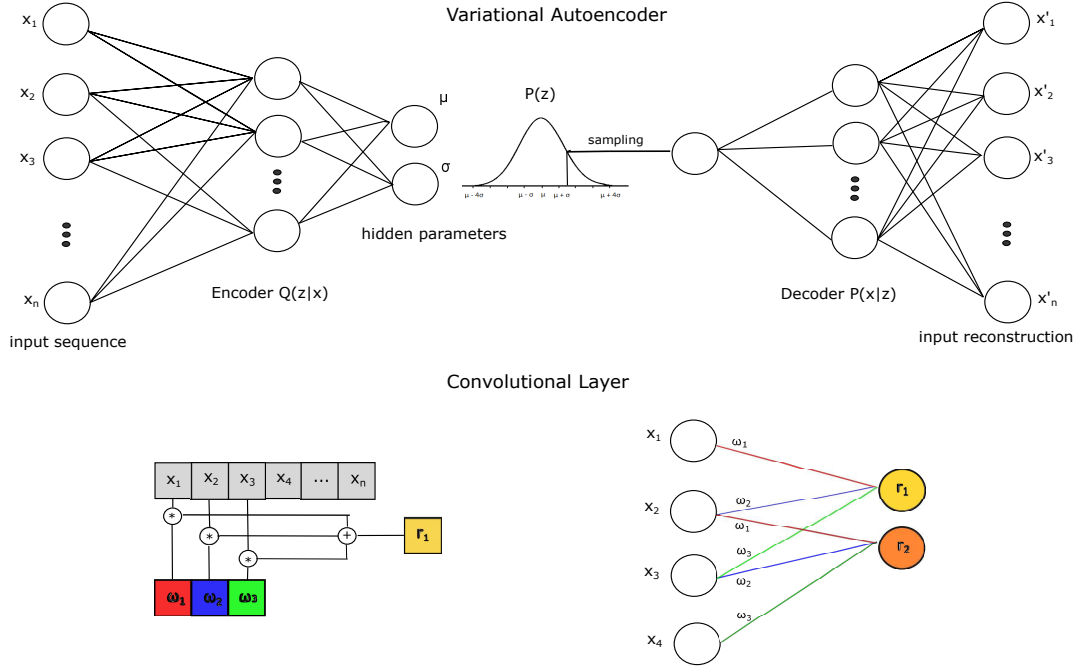 Variational Autoencoder
x1
x2
x3
xn
input sequence
Encoder Q(z|x)
μ
σ
hidden parameters
P(z)
μ - 4σ
μ - σ
μ
μ + σ
μ + 4σ
sampling
Decoder P(x|z)
x'1
x'2
x'3
x'n
input reconstruction
Convolutional Layer
x1 x2 x3 x4 ... xn
*
*
*
+
r1
ω1 ω2 ω3
x1
x2
x3
x4
ω1
ω2
ω1
ω3
ω2
ω3
r1
r2